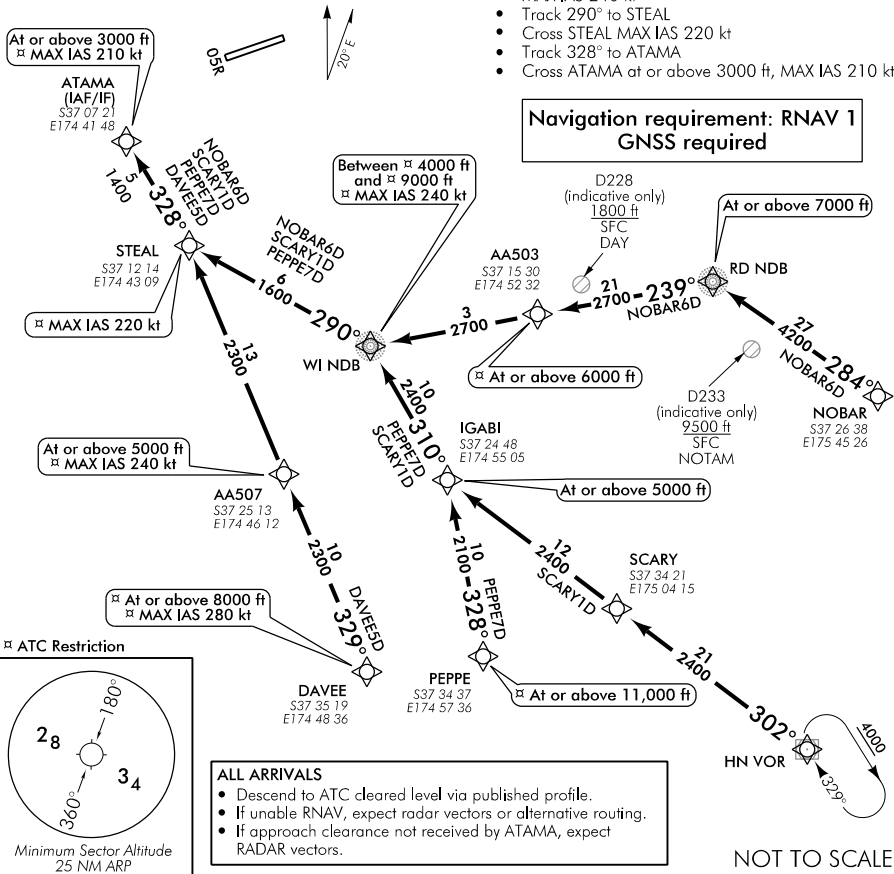 • Track 290° to STEAL
• Cross STEAL MAX IAS 220 kt
• Track 328° to ATAMA
• Cross ATAMA at or above 3000 ft, MAX IAS 210 kt
Navigation requirement: RNAV 1
GNSS required
At or above 3000 ft
¤ MAX IAS 210 kt
05R
20° E
ATAMA
(IAF/IF)
S37 07 21
E174 41 48
5
1400
328°
NOBAR6D
SCARY1D
PEPPE7D
DAVEE5D
Between ¤ 4000 ft
and ¤ 9000 ft
¤ MAX IAS 240 kt
D228
(indicative only)
1800 ft
SFC
DAY
At or above 7000 ft
STEAL
S37 12 14
E174 43 09
NOBAR6D
SCARY1D
PEPPE7D
6
1600
290°
AA503
S37 15 30
E174 52 32
21
2700
239°
NOBAR6D
RD NDB
¤ MAX IAS 220 kt
3
2700
WI NDB
27
4200
284°
NOBAR6D
13
2300
¤ At or above 6000 ft
D233
(indicative only)
9500 ft
SFC
NOTAM
NOBAR
S37 26 38
E175 45 26
10
2400
310°
PEPPE7D
SCARY1D
IGABI
S37 24 48
E174 55 05
At or above 5000 ft
¤ MAX IAS 240 kt
AA507
S37 25 13
E174 46 12
At or above 5000 ft
10
2300
329°
DAVEE5D
10
2100
328°
PEPPE7D
12
2400
SCARY1D
SCARY
S37 34 21
E175 04 15
¤ At or above 8000 ft
¤ MAX IAS 280 kt
21
2400
302°
¤ ATC Restriction
DAVEE
S37 35 19
E174 48 36
PEPPE
S37 34 37
E174 57 36
¤ At or above 11,000 ft
HN VOR
4000
329°
180°
28
34
360°
Minimum Sector Altitude
25 NM ARP
ALL ARRIVALS
• Descend to ATC cleared level via published profile.
• If unable RNAV, expect radar vectors or alternative routing.
• If approach clearance not received by ATAMA, expect
RADAR vectors.
NOT TO SCALE